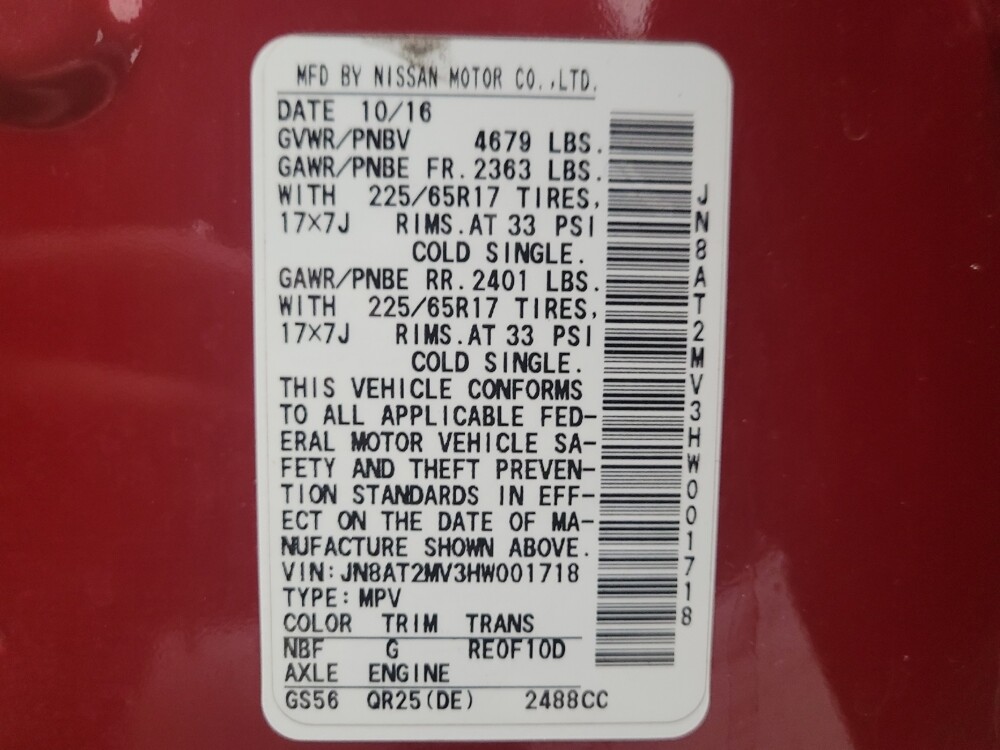 MFD BY NISSAN MOTOR CO.,LTD.
DATE 10/16
GVWR/PNBV 4679 LBS.
GAWR/PNBE FR.2363 LBS.
WITH 225/65R17 TIRES,
17×7J RIMS.AT 33 PSI
COLD SINGLE.
GAWR/PNBE RR.2401 LBS.
WITH 225/65R17 TIRES,
17×7J RIMS.AT 33 PSI
COLD SINGLE.
THIS VEHICLE CONFORMS
TO ALL APPLICABLE FED-
ERAL MOTOR VEHICLE SA-
FETY AND THEFT PREVEN-
TION STANDARDS IN EFF-
ECT ON THE DATE OF MA-
NUFACTURE SHOWN ABOVE.
VIN:JN8AT2MV3HW001718
TYPE:MPV
COLOR TRIM TRANS
NBF G RE0F10D
AXLE ENGINE
GS56 QR25(DE) 2488CC
JN8AT2MV3HW001718